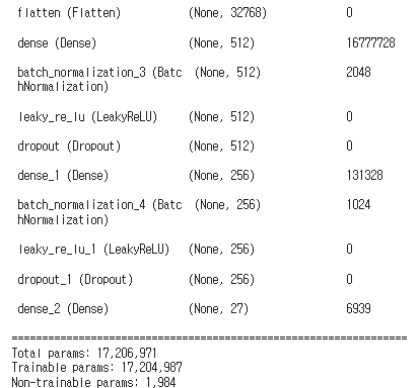 flatten (Flatten) (None, 32768) 0
dense (Dense) (None, 512) 16777728
batch_normalization_3 (Batc (None, 512) 2048
hNormalization)
leaky_re_lu (LeakyReLU) (None, 512) 0
dropout (Dropout) (None, 512) 0
dense_1 (Dense) (None, 256) 131328
batch_normalization_4 (Batc (None, 256) 1024
hNormalization)
leaky_re_lu_1 (LeakyReLU) (None, 256) 0
dropout_1 (Dropout) (None, 256) 0
dense_2 (Dense) (None, 27) 6939
=================================================================
Total params: 17,206,971
Trainable params: 17,204,987
Non-trainable params: 1,984